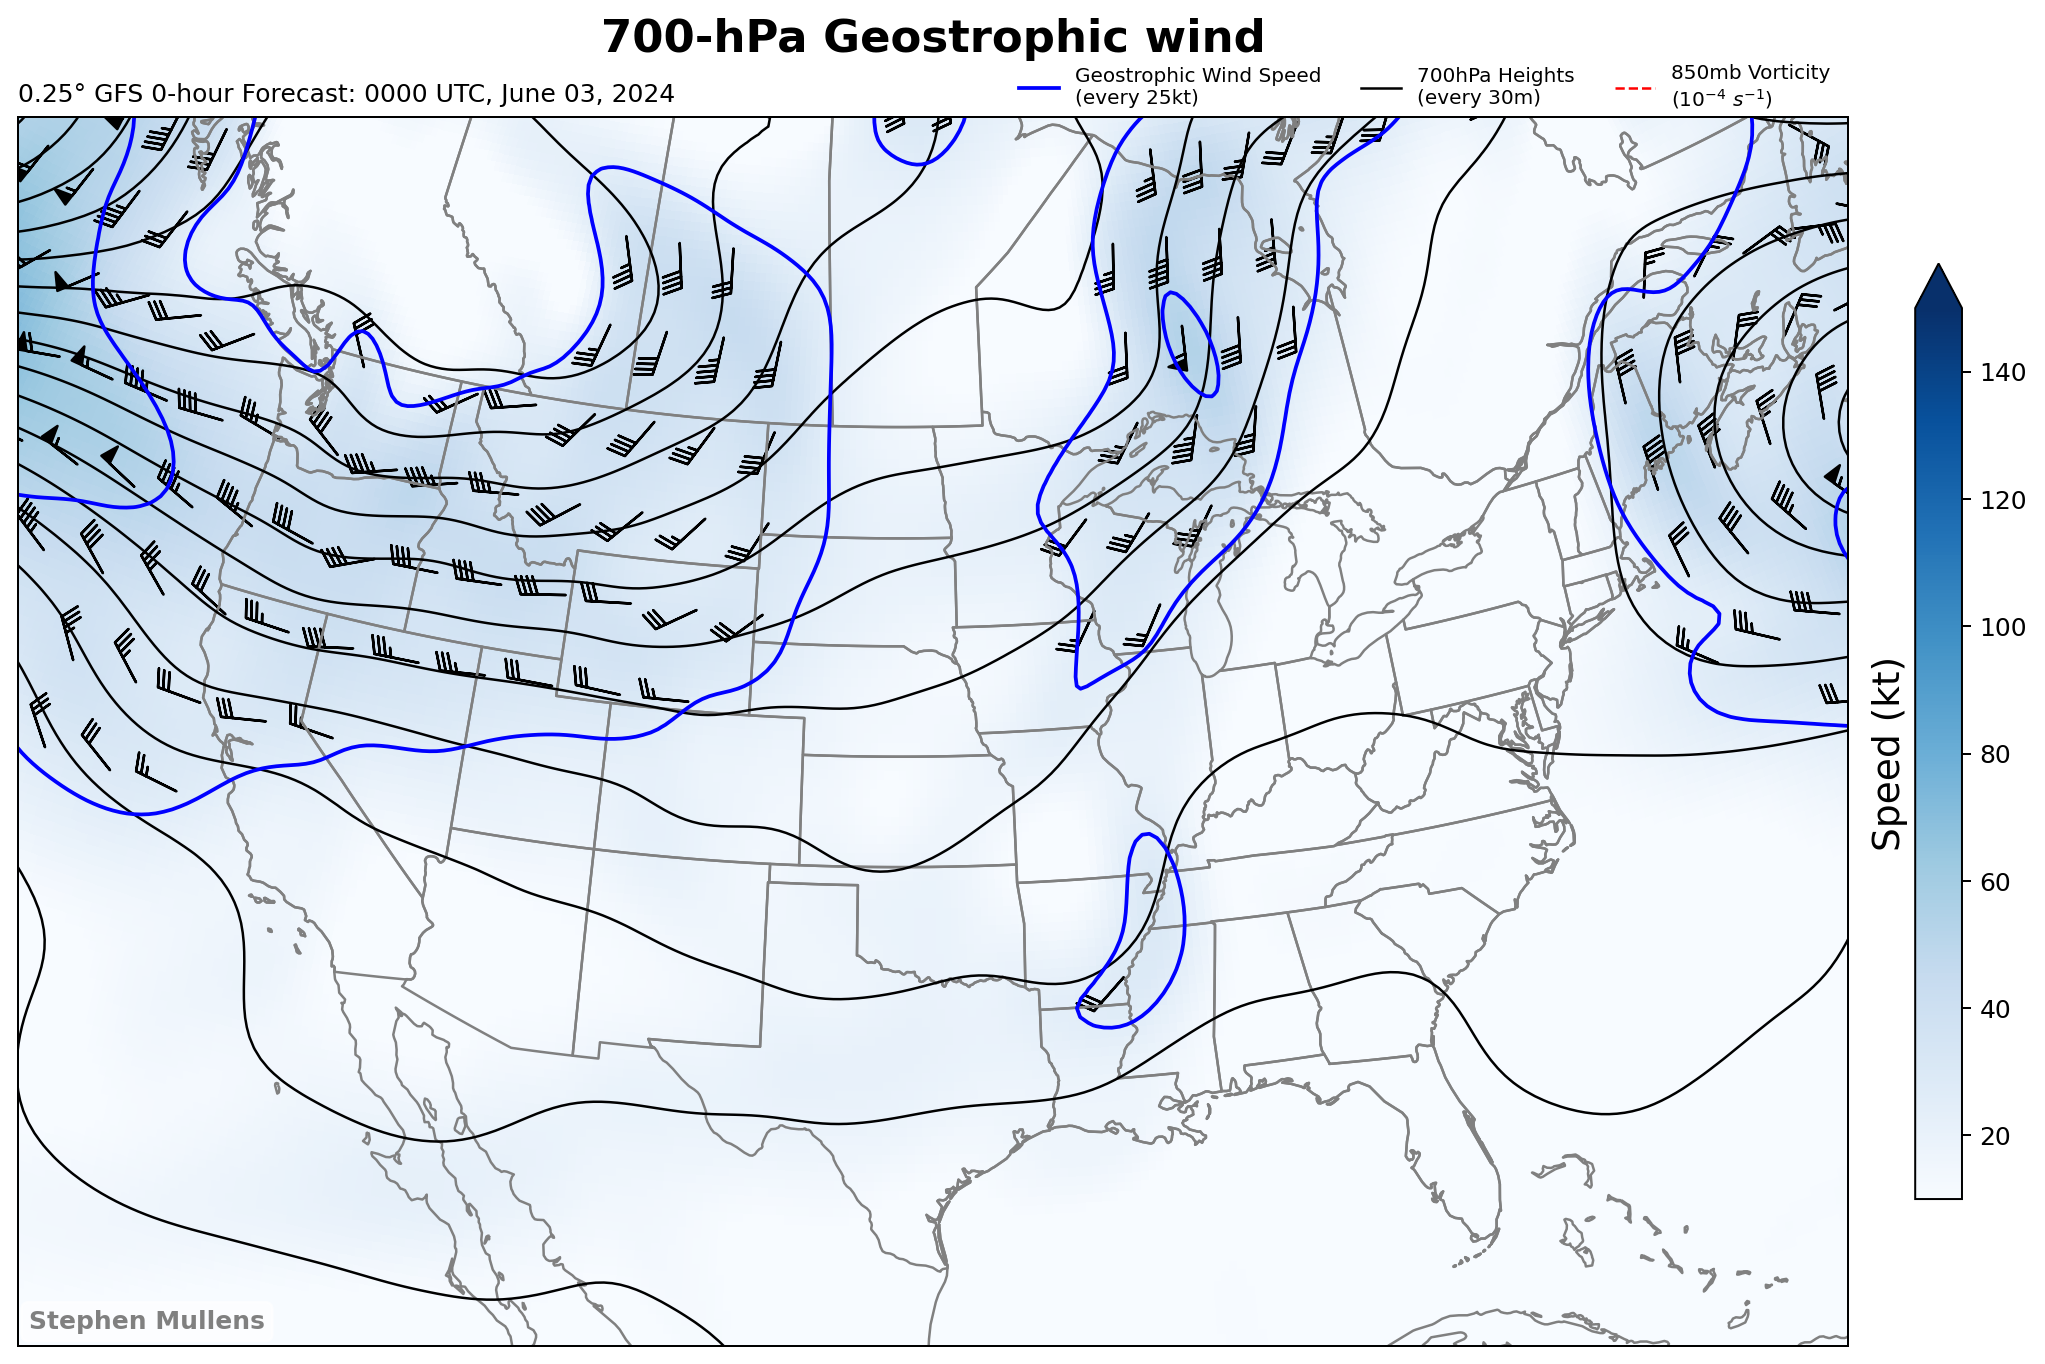 700-hPa Geostrophic wind
0.25° GFS 0-hour Forecast: 0000 UTC, June 03, 2024
Geostrophic Wind Speed
(every 25kt)
700hPa Heights
(every 30m)
850mb Vorticity
(10⁻⁴ s⁻¹)
140
120
100
80
60
40
20
Speed (kt)
Stephen Mullens